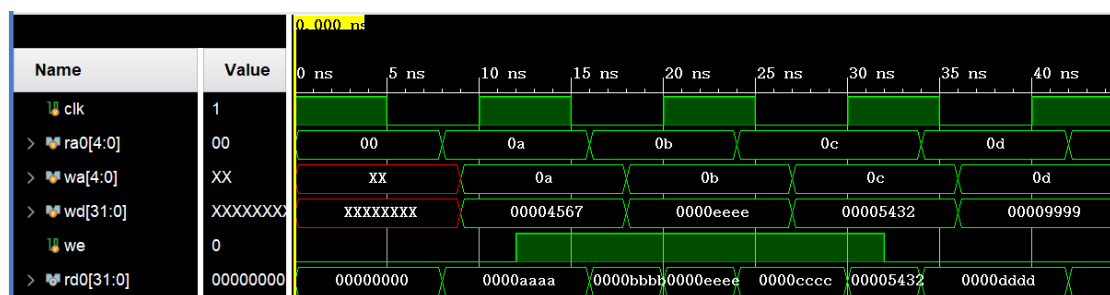 0.000 ns
Name Value 0 ns 5 ns 10 ns 15 ns 20 ns 25 ns 30 ns 35 ns 40 ns
clk 1
ra0[4:0] 00 00 0a 0b 0c 0d
wa[4:0] XX XX 0a 0b 0c 0d
wd[31:0] XXXXXXXX XXXXXXXX 00004567 0000eeee 00005432 00009999
we 0
rd0[31:0] 00000000 00000000 0000aaaa 0000bbbb 0000eeee 0000cccc 00005432 0000dddd